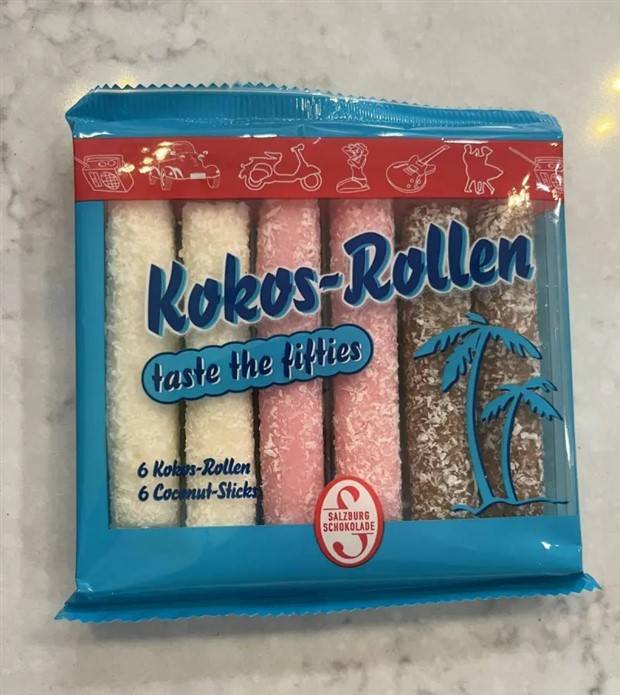 Kokos-Rollen
taste the fifties
6 Kokos-Rollen
6 Coconut-Sticks
SALZBURG
SCHOKOLADE